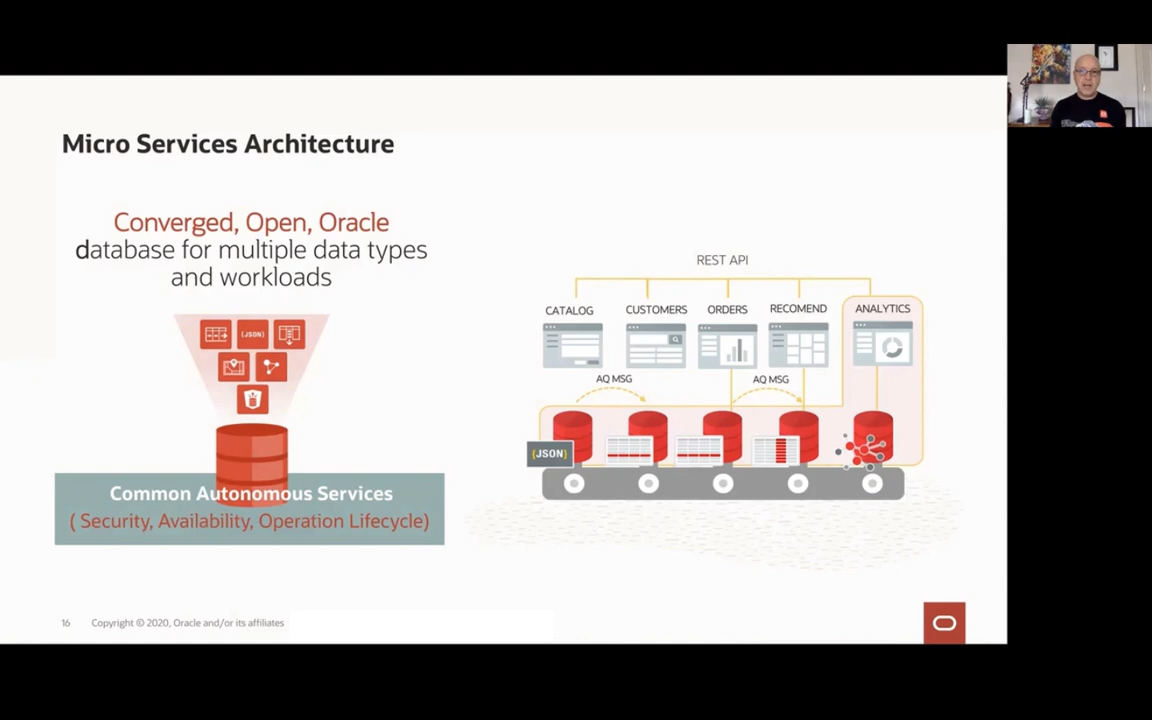 Micro Services Architecture
Converged, Open, Oracle
database for multiple data types
and workloads
{JSON}
Common Autonomous Services
( Security, Availability, Operation Lifecycle)
REST API
CATALOG
CUSTOMERS
ORDERS
RECOMEND
ANALYTICS
AQ MSG
AQ MSG
{JSON}
16 Copyright © 2020, Oracle and/or its affiliates